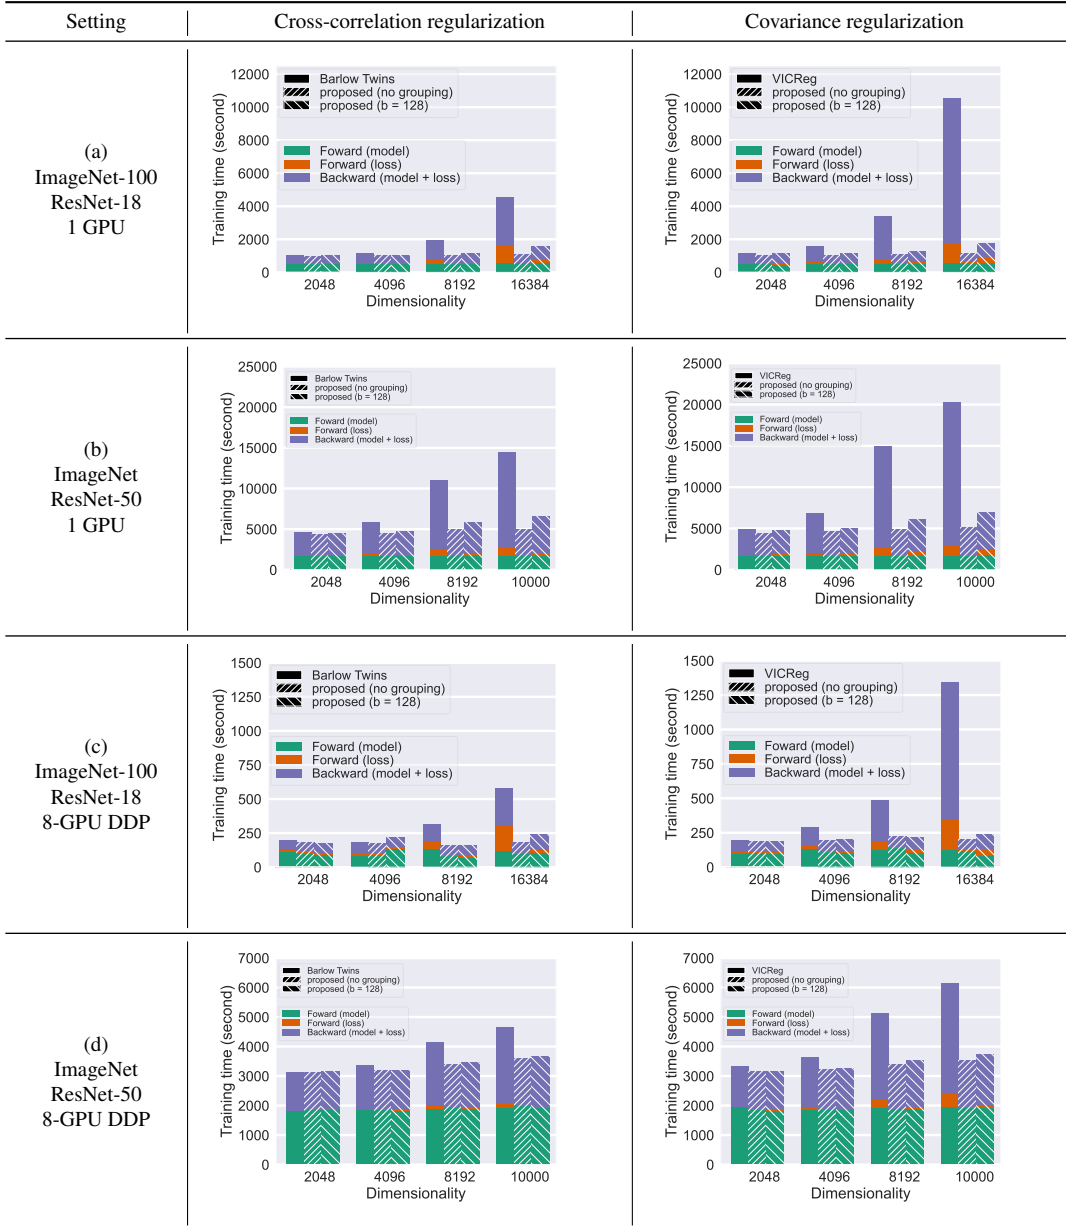 Setting
Cross-correlation regularization
Covariance regularization
(a)
ImageNet-100
ResNet-18
1 GPU
Training time (second)
12000
10000
8000
6000
4000
2000
0
Barlow Twins
proposed (no grouping)
proposed (b = 128)
Foward (model)
Forward (loss)
Backward (model + loss)
2048
4096
8192
16384
Dimensionality
Training time (second)
12000
10000
8000
6000
4000
2000
0
VICReg
proposed (no grouping)
proposed (b = 128)
Foward (model)
Forward (loss)
Backward (model + loss)
2048
4096
8192
16384
Dimensionality
(b)
ImageNet
ResNet-50
1 GPU
Training time (second)
25000
20000
15000
10000
5000
0
Barlow Twins
proposed (no grouping)
proposed (b = 128)
Foward (model)
Forward (loss)
Backward (model + loss)
2048
4096
8192
10000
Dimensionality
Training time (second)
25000
20000
15000
10000
5000
0
VICReg
proposed (no grouping)
proposed (b = 128)
Foward (model)
Forward (loss)
Backward (model + loss)
2048
4096
8192
10000
Dimensionality
(c)
ImageNet-100
ResNet-18
8-GPU DDP
Training time (second)
1500
1250
1000
750
500
250
0
Barlow Twins
proposed (no grouping)
proposed (b = 128)
Foward (model)
Forward (loss)
Backward (model + loss)
2048
4096
8192
16384
Dimensionality
Training time (second)
1500
1250
1000
750
500
250
0
VICReg
proposed (no grouping)
proposed (b = 128)
Foward (model)
Forward (loss)
Backward (model + loss)
2048
4096
8192
16384
Dimensionality
(d)
ImageNet
ResNet-50
8-GPU DDP
Training time (second)
7000
6000
5000
4000
3000
2000
1000
0
Barlow Twins
proposed (no grouping)
proposed (b = 128)
Foward (model)
Forward (loss)
Backward (model + loss)
2048
4096
8192
10000
Dimensionality
Training time (second)
7000
6000
5000
4000
3000
2000
1000
0
VICReg
proposed (no grouping)
proposed (b = 128)
Foward (model)
Forward (loss)
Backward (model + loss)
2048
4096
8192
10000
Dimensionality